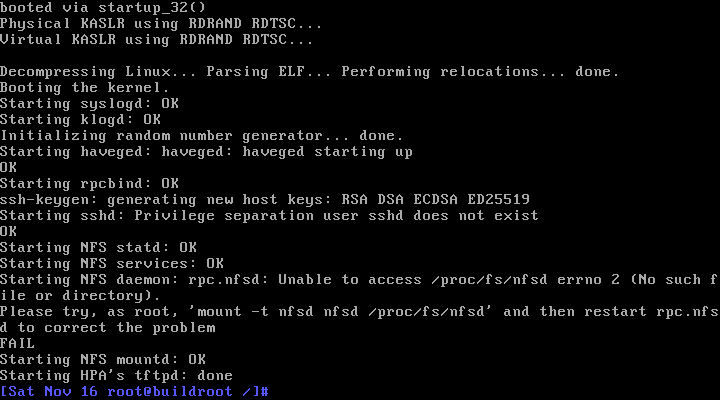 booted via startup_32()
Physical KASLR using RDRAND RDTSC...
Virtual KASLR using RDRAND RDTSC...
Decompressing Linux... Parsing ELF... Performing relocations... done.
Booting the kernel.
Starting syslogd: OK
Starting klogd: OK
Initializing random number generator... done.
Starting haveged: haveged: haveged starting up
OK
Starting rpcbind: OK
ssh-keygen: generating new host keys: RSA DSA ECDSA ED25519
Starting sshd: Privilege separation user sshd does not exist
OK
Starting NFS statd: OK
Starting NFS services: OK
Starting NFS daemon: rpc.nfsd: Unable to access /proc/fs/nfsd errno 2 (No such f
ile or directory).
Please try, as root, 'mount -t nfsd nfsd /proc/fs/nfsd' and then restart rpc.nfs
d to correct the problem
FAIL
Starting NFS mountd: OK
Starting HPA's tftpd: done
[Sat Nov 16 root@buildroot /]#